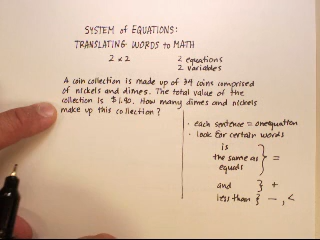 SYSTEM of EQUATIONS:
TRANSLATING WORDS to MATH
2 x 2
2 equations
2 variables
A coin collection is made up of 34 coins comprised
of nickels and dimes. The total value of the
collection is $1.90. How many dimes and nickels
make up this collection?
· each sentence = one equation
· look for certain words
is
the same as
equals
} =
and } +
less than } -, <